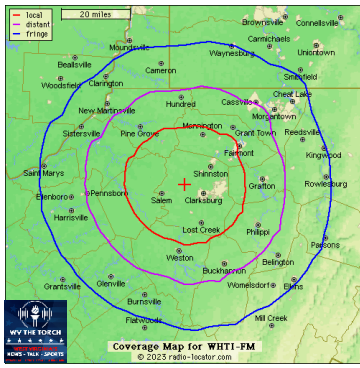 local
distant
fringe
20 miles
Brownsville
Connellsville
Moundsville
Carmichaels
Waynesburg
Uniontown
Beallsville
Cameron
Smithfield
Woodsfield
Clarington
Cheat Lake
Hundred
Cassville
New Martinsville
Morgantown
Sistersville
Pine Grove
Mannington
Grant Town
Reedsville
Fairmont
Kingwood
Saint Marys
Shinnston
Rowlesburg
Grafton
Ellenboro
Pennsboro
Salem
Clarksburg
Harrisville
Lost Creek
Philippi
Parsons
Weston
Belington
Buckhannon
Grantsville
Glenville
Womelsdorf
Elkins
Burnsville
Flatwoods
Mill Creek
WV THE TORCH
NEWS - TALK - SPORTS
Coverage Map for WHTI-FM
© 2023 radio-locator.com